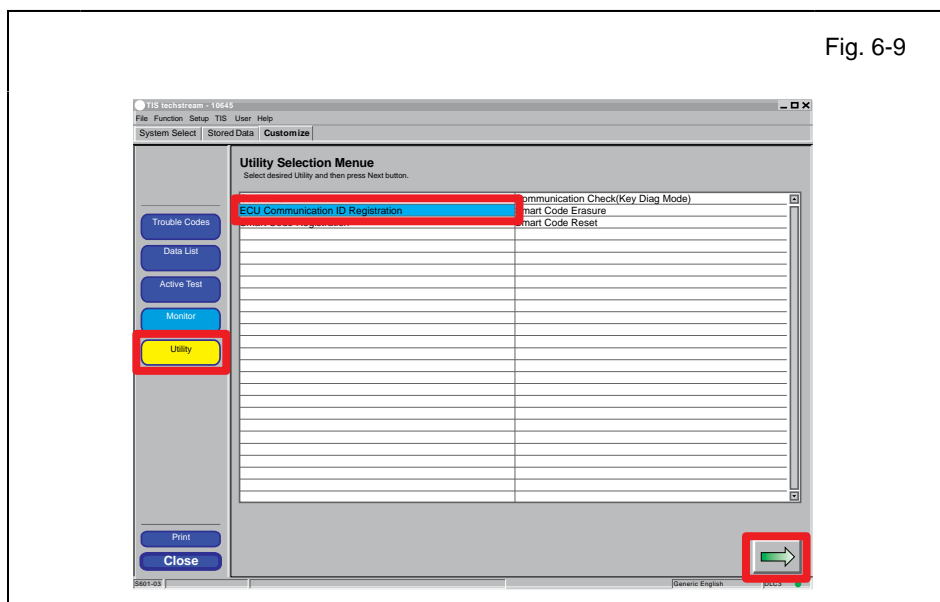 Fig. 6-9
TIS techstream - 10645
File Function Setup TIS User Help
System Select Stored Data Customize
Utility Selection Menue
Select desired Utility and then press Next button.
ommunication Check(Key Diag Mode)
ECU Communication ID Registration mart Code Erasure
Smart Code Registration mart Code Reset
Trouble Codes
Data List
Active Test
Monitor
Utility
Print
Close
S601-03 Generic English DLC3